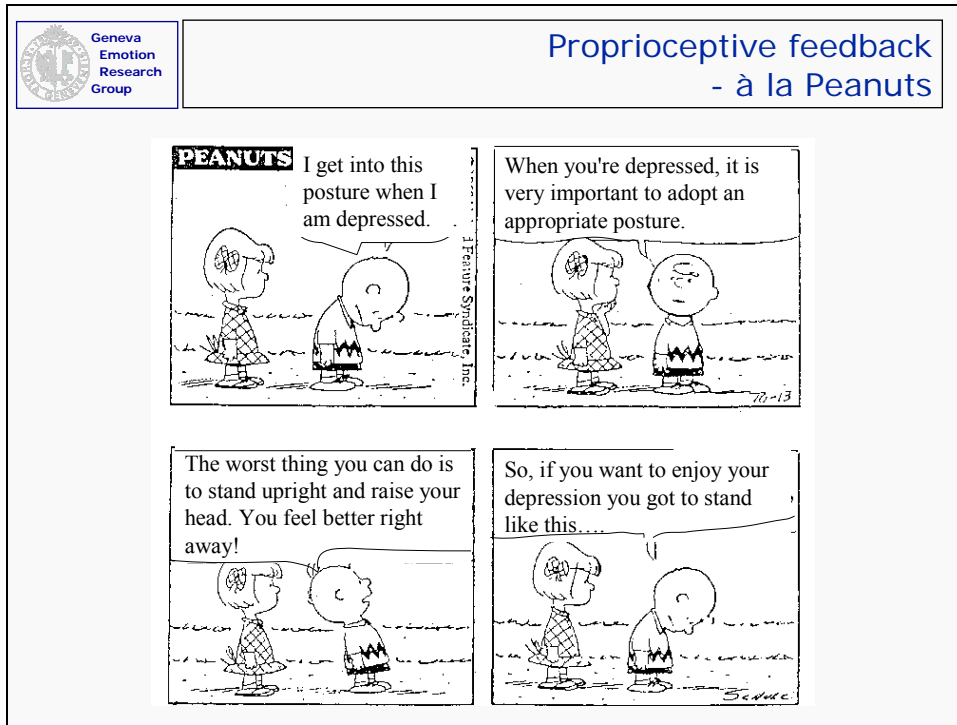 Geneva
Emotion
Research
Group
Proprioceptive feedback
- à la Peanuts
PEANUTS
I get into this
posture when I
am depressed.
d Feature Syndicate, Inc.
When you're depressed, it is
very important to adopt an
appropriate posture.
The worst thing you can do is
to stand upright and raise your
head. You feel better right
away!
So, if you want to enjoy your
depression you got to stand
like this….